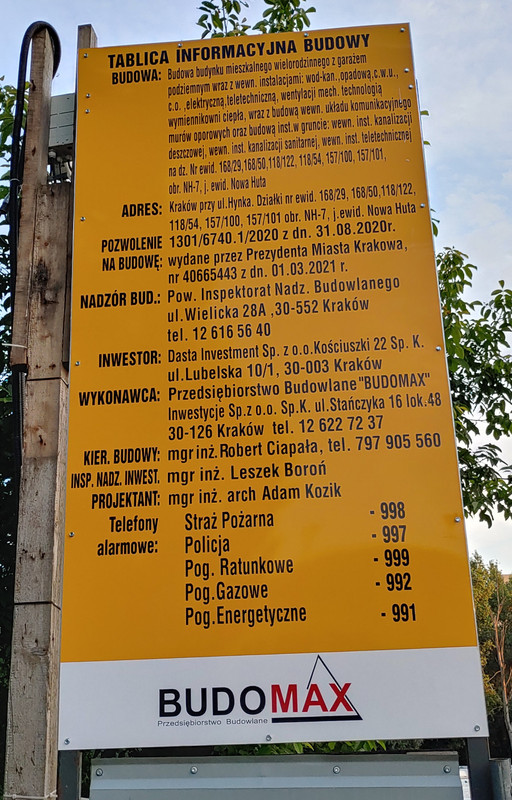 TABLICA INFORMACYJNA BUDOWY
BUDOWA: Budowa budynku mieszkalnego wielorodzinnego z garażem
podziemnym wraz z wewn. instalacjami: wod-kan.,opadową,c.w.u.,
c.o. ,elektryczną,teletechniczną, wentylacji mech. technologią
wymiennikowni ciepła, wraz z budową wewn. układu komunikacyjnego
murów oporowych oraz budową inst.w gruncie: wewn. inst. kanalizacji
deszczowej, wewn. inst. kanalizacji sanitarnej, wewn. inst. teletechnicznej
na dz. Nr ewid. 168/29,168/50,118/122, 118/54, 157/100, 157/101,
obr. NH-7, j. ewid. Nowa Huta
ADRES: Kraków przy ul.Hynka. Działki nr ewid. 168/29, 168/50,118/122,
118/54, 157/100, 157/101 obr. NH-7, j.ewid. Nowa Huta
POZWOLENIE NA BUDOWĘ: 1301/6740.1/2020 z dn. 31.08.2020r.
wydane przez Prezydenta Miasta Krakowa,
nr 40665443 z dn. 01.03.2021 r.
NADZÓR BUD.: Pow. Inspektorat Nadz. Budowlanego
ul.Wielicka 28A ,30-552 Kraków
tel. 12 616 56 40
INWESTOR: Dasta Investment Sp. z o.o.Kościuszki 22 Sp. K.
ul.Lubelska 10/1, 30-003 Kraków
WYKONAWCA: Przedsiębiorstwo Budowlane"BUDOMAX"
Inwestycje Sp.z o.o. Sp.K. ul.Stańczyka 16 lok.48
30-126 Kraków tel. 12 622 72 37
KIER. BUDOWY: mgr inż.Robert Ciapała, tel. 797 905 560
INSP. NADZ. INWEST. mgr inż. Leszek Boroń
PROJEKTANT: mgr inż. arch Adam Kozik
Telefony alarmowe:
Straż Pożarna - 998
Policja - 997
Pog. Ratunkowe - 999
Pog.Gazowe - 992
Pog.Energetyczne - 991
BUDOMAX
Przedsiębiorstwo Budowlane